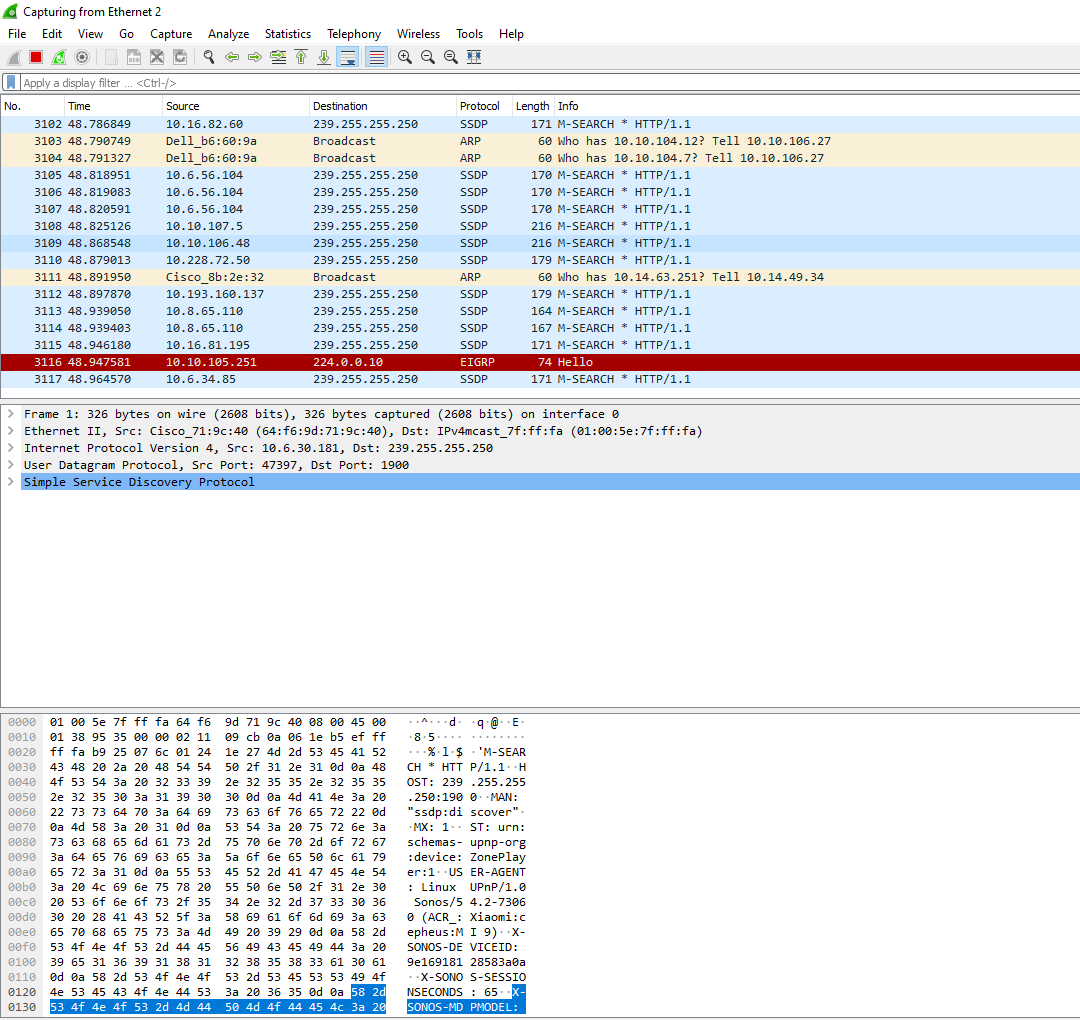 Capturing from Ethernet 2
File Edit View Go Capture Analyze Statistics Telephony Wireless Tools Help
Apply a display filter ... <Ctrl-/>
No. Time Source Destination Protocol Length Info
3102 48.786849 10.16.82.60 239.255.255.250 SSDP 171 M-SEARCH * HTTP/1.1
3103 48.790749 Dell_b6:60:9a Broadcast ARP 60 Who has 10.10.104.12? Tell 10.10.106.27
3104 48.791327 Dell_b6:60:9a Broadcast ARP 60 Who has 10.10.104.7? Tell 10.10.106.27
3105 48.818951 10.6.56.104 239.255.255.250 SSDP 170 M-SEARCH * HTTP/1.1
3106 48.819083 10.6.56.104 239.255.255.250 SSDP 170 M-SEARCH * HTTP/1.1
3107 48.820591 10.6.56.104 239.255.255.250 SSDP 170 M-SEARCH * HTTP/1.1
3108 48.825126 10.10.107.5 239.255.255.250 SSDP 216 M-SEARCH * HTTP/1.1
3109 48.868548 10.10.106.48 239.255.255.250 SSDP 216 M-SEARCH * HTTP/1.1
3110 48.879013 10.228.72.50 239.255.255.250 SSDP 179 M-SEARCH * HTTP/1.1
3111 48.891950 Cisco_8b:2e:32 Broadcast ARP 60 Who has 10.14.63.251? Tell 10.14.49.34
3112 48.897870 10.193.160.137 239.255.255.250 SSDP 179 M-SEARCH * HTTP/1.1
3113 48.939050 10.8.65.110 239.255.255.250 SSDP 164 M-SEARCH * HTTP/1.1
3114 48.939403 10.8.65.110 239.255.255.250 SSDP 167 M-SEARCH * HTTP/1.1
3115 48.946180 10.16.81.195 239.255.255.250 SSDP 171 M-SEARCH * HTTP/1.1
3116 48.947581 10.10.105.251 224.0.0.10 EIGRP 74 Hello
3117 48.964570 10.6.34.85 239.255.255.250 SSDP 171 M-SEARCH * HTTP/1.1
Frame 1: 326 bytes on wire (2608 bits), 326 bytes captured (2608 bits) on interface 0
Ethernet II, Src: Cisco_71:9c:40 (64:f6:9d:71:9c:40), Dst: IPv4mcast_7f:ff:fa (01:00:5e:7f:ff:fa)
Internet Protocol Version 4, Src: 10.6.30.181, Dst: 239.255.255.250
User Datagram Protocol, Src Port: 47397, Dst Port: 1900
Simple Service Discovery Protocol
0000 01 00 5e 7f ff fa 64 f6 9d 71 9c 40 08 00 45 00 ··^···d· ·q·@··E·
0010 01 38 95 35 00 00 02 11 09 cb 0a 06 1e b5 ef ff ·8·5···· ········
0020 ff fa b9 25 07 6c 01 24 1e 27 4d 2d 53 45 41 52 ···%·l·$ ·'M-SEAR
0030 43 48 20 2a 20 48 54 54 50 2f 31 2e 31 0d 0a 48 CH * HTT P/1.1··H
0040 4f 53 54 3a 20 32 33 39 2e 32 35 35 2e 32 35 35 OST: 239 .255.255
0050 2e 32 35 30 3a 31 39 30 30 0d 0a 4d 41 4e 3a 20 .250:190 0··MAN: 
0060 22 73 73 64 70 3a 64 69 73 63 6f 76 65 72 22 0d "ssdp:di scover"·
0070 0a 4d 58 3a 20 31 0d 0a 53 54 3a 20 75 72 6e 3a ·MX: 1·· ST: urn:
0080 73 63 68 65 6d 61 73 2d 75 70 6e 70 2d 6f 72 67 schemas- upnp-org
0090 3a 64 65 76 69 63 65 3a 5a 6f 6e 65 50 6c 61 79 :device: ZonePlay
00a0 65 72 3a 31 0d 0a 55 53 45 52 2d 41 47 45 4e 54 er:1··US ER-AGENT
00b0 3a 20 4c 69 6e 75 78 20 55 50 6e 50 2f 31 2e 30 : Linux UPnP/1.0
00c0 20 53 6f 6e 6f 73 2f 35 34 2e 32 2d 37 33 30 36 Sonos/5 4.2-7306
00d0 30 20 28 41 43 52 5f 3a 58 69 61 6f 6d 69 3a 63 0 (ACR_: Xiaomi:c
00e0 65 70 68 65 75 73 3a 4d 49 20 39 29 0d 0a 58 2d epheus:M I 9)··X-
00f0 53 4f 4e 4f 53 2d 44 45 56 49 43 45 49 44 3a 20 SONOS-DE VICEID: 
0100 39 65 31 36 39 31 38 31 32 38 35 38 33 61 30 61 9e169181 28583a0a
0110 0d 0a 58 2d 53 4f 4e 4f 53 2d 53 45 53 53 49 4f ··X-SONO S-SESSIO
0120 4e 53 45 43 4f 4e 44 53 3a 20 36 35 0d 0a 58 2d NSECONDS : 65··X-
0130 53 4f 4e 4f 53 2d 4d 44 50 4d 4f 44 45 4c 3a 20 SONOS-MD PMODEL: